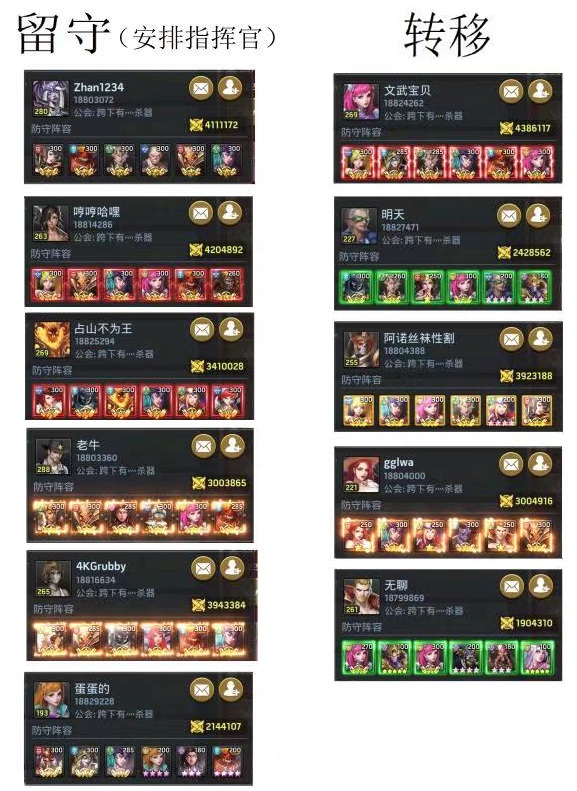 留守（安排指挥官）
转移
Zhan1234
18803072
公会: 跨下有····杀器
280
4111172
防守阵容
300 300 300 300 300 300
哼哼哈嘿
18814286
公会: 跨下有····杀器
263
4204892
防守阵容
300 300 300 300 300 200
占山不为王
18825294
公会: 跨下有····杀器
269
3410028
防守阵容
300 300 300 300 300 300
老牛
18803360
公会: 跨下有····杀器
288
3003865
防守阵容
300 300 285 300 300 285
4KGrubby
18816634
公会: 跨下有····杀器
265
3943384
防守阵容
300 285 300 300 300 300
蛋蛋的
18829228
公会: 跨下有····杀器
193
2144107
防守阵容
300 300 285 200 180 200
文武宝贝
18824262
公会: 跨下有····杀器
269
4386117
防守阵容
300 285 285 300 300 300
明天
18827471
公会: 跨下有····杀器
227
2428562
防守阵容
300 260 250 300 200 180
阿诺丝袜性割
18804388
公会: 跨下有····杀器
255
3923188
防守阵容
300 300 300 300 200 300
gglwa
18804000
公会: 跨下有····杀器
221
3004916
防守阵容
250 300 250 300 250 300
无聊
18799869
公会: 跨下有····杀器
261
1904310
防守阵容
270 100 300 200 180 100